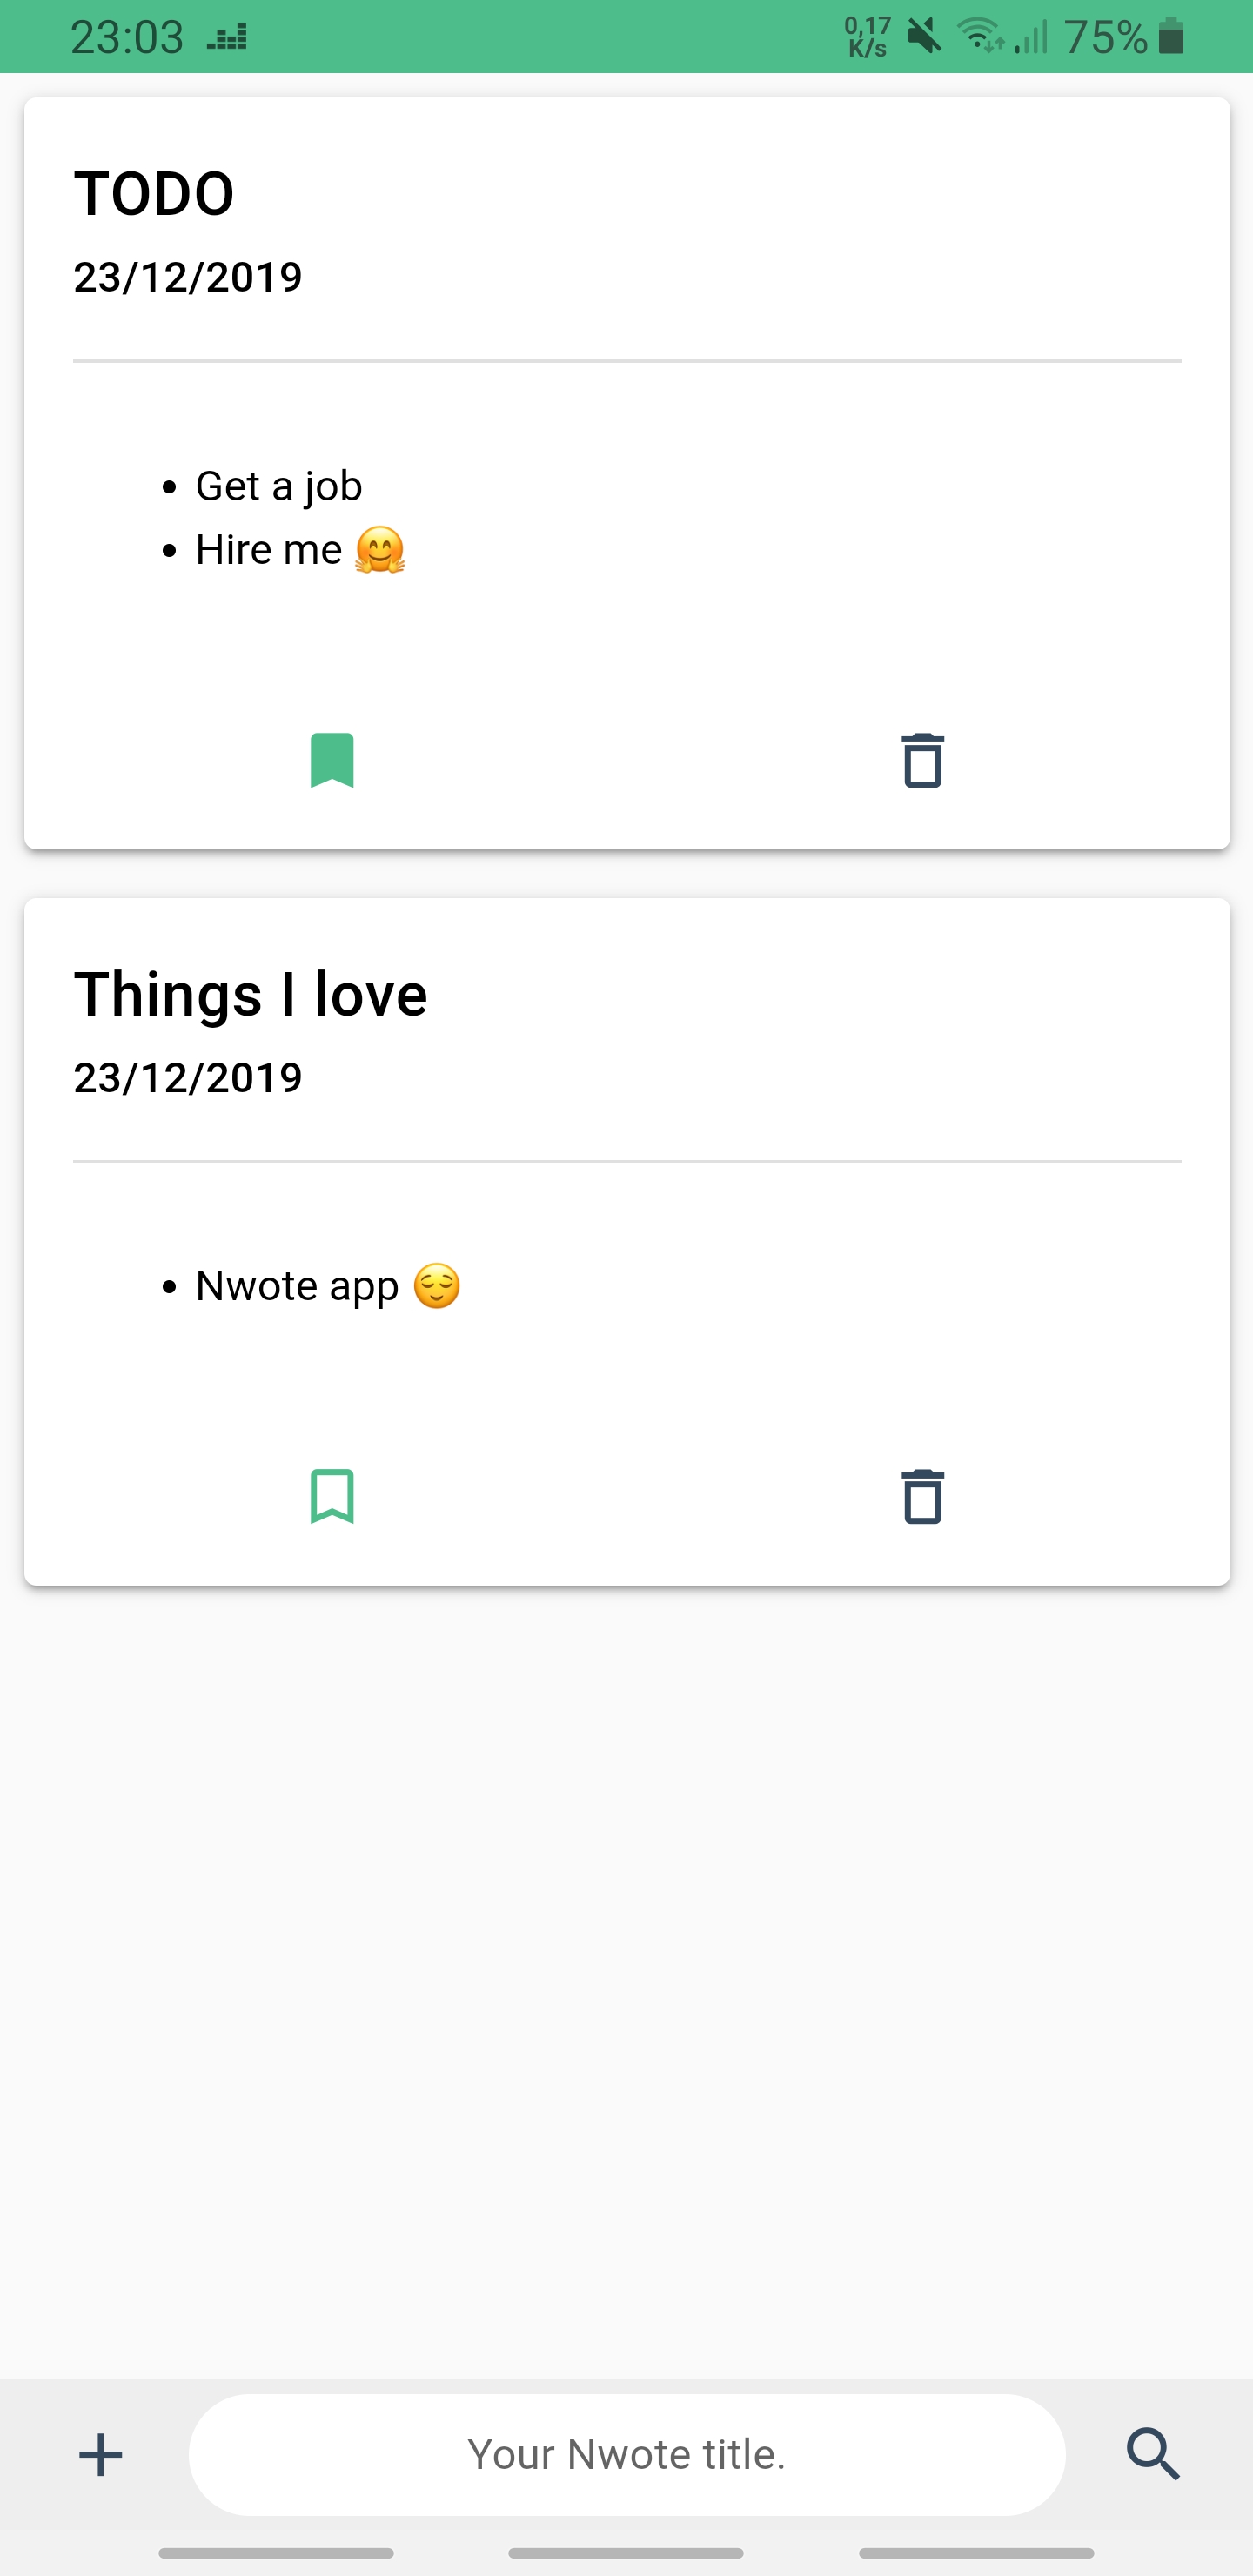 23:03
0,17
K/s
75%
TODO
23/12/2019
• Get a job
• Hire me 🤗
Things I love
23/12/2019
• Nwote app 😌
Your Nwote title.